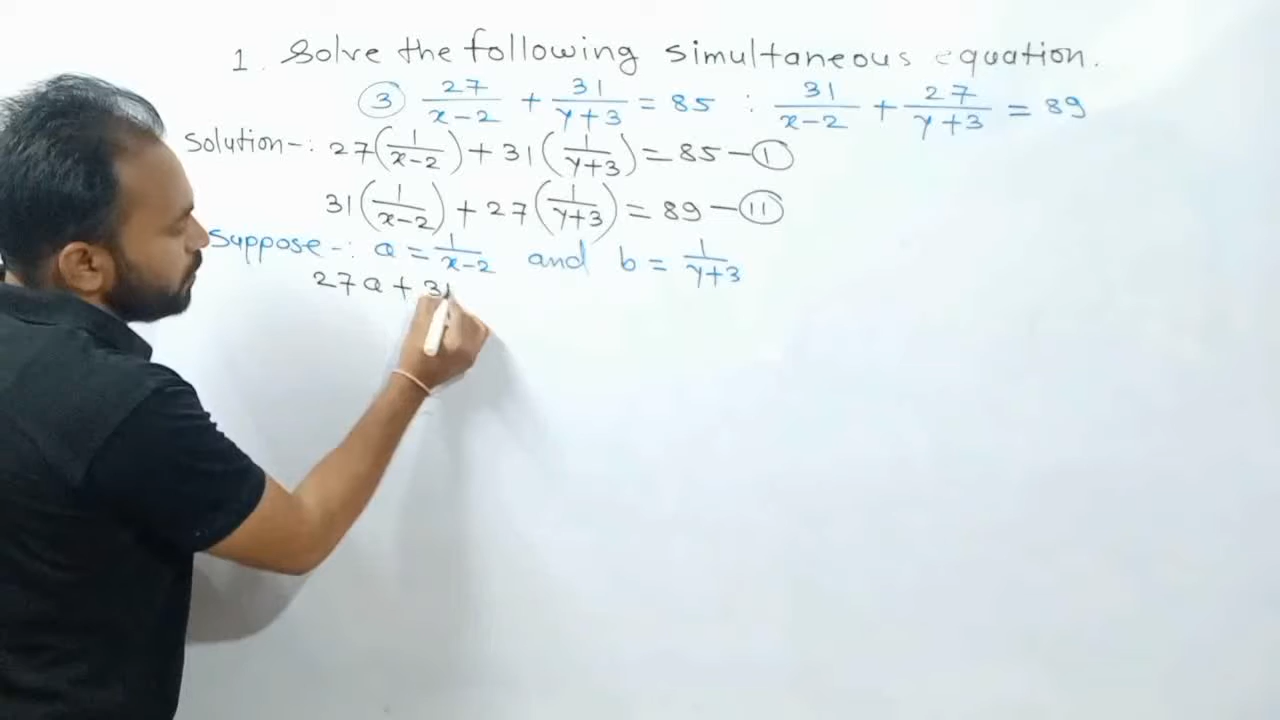 1. Solve the following simultaneous equation.
③ 27/(x-2) + 31/(y+3) = 85 : 31/(x-2) + 27/(y+3) = 89
Solution-: 27(1/(x-2)) + 31(1/(y+3)) = 85 - Ⓘ
31(1/(x-2)) + 27(1/(y+3)) = 89 - (II)
Suppose-: a = 1/(x-2) and b = 1/(y+3)
27a + 31